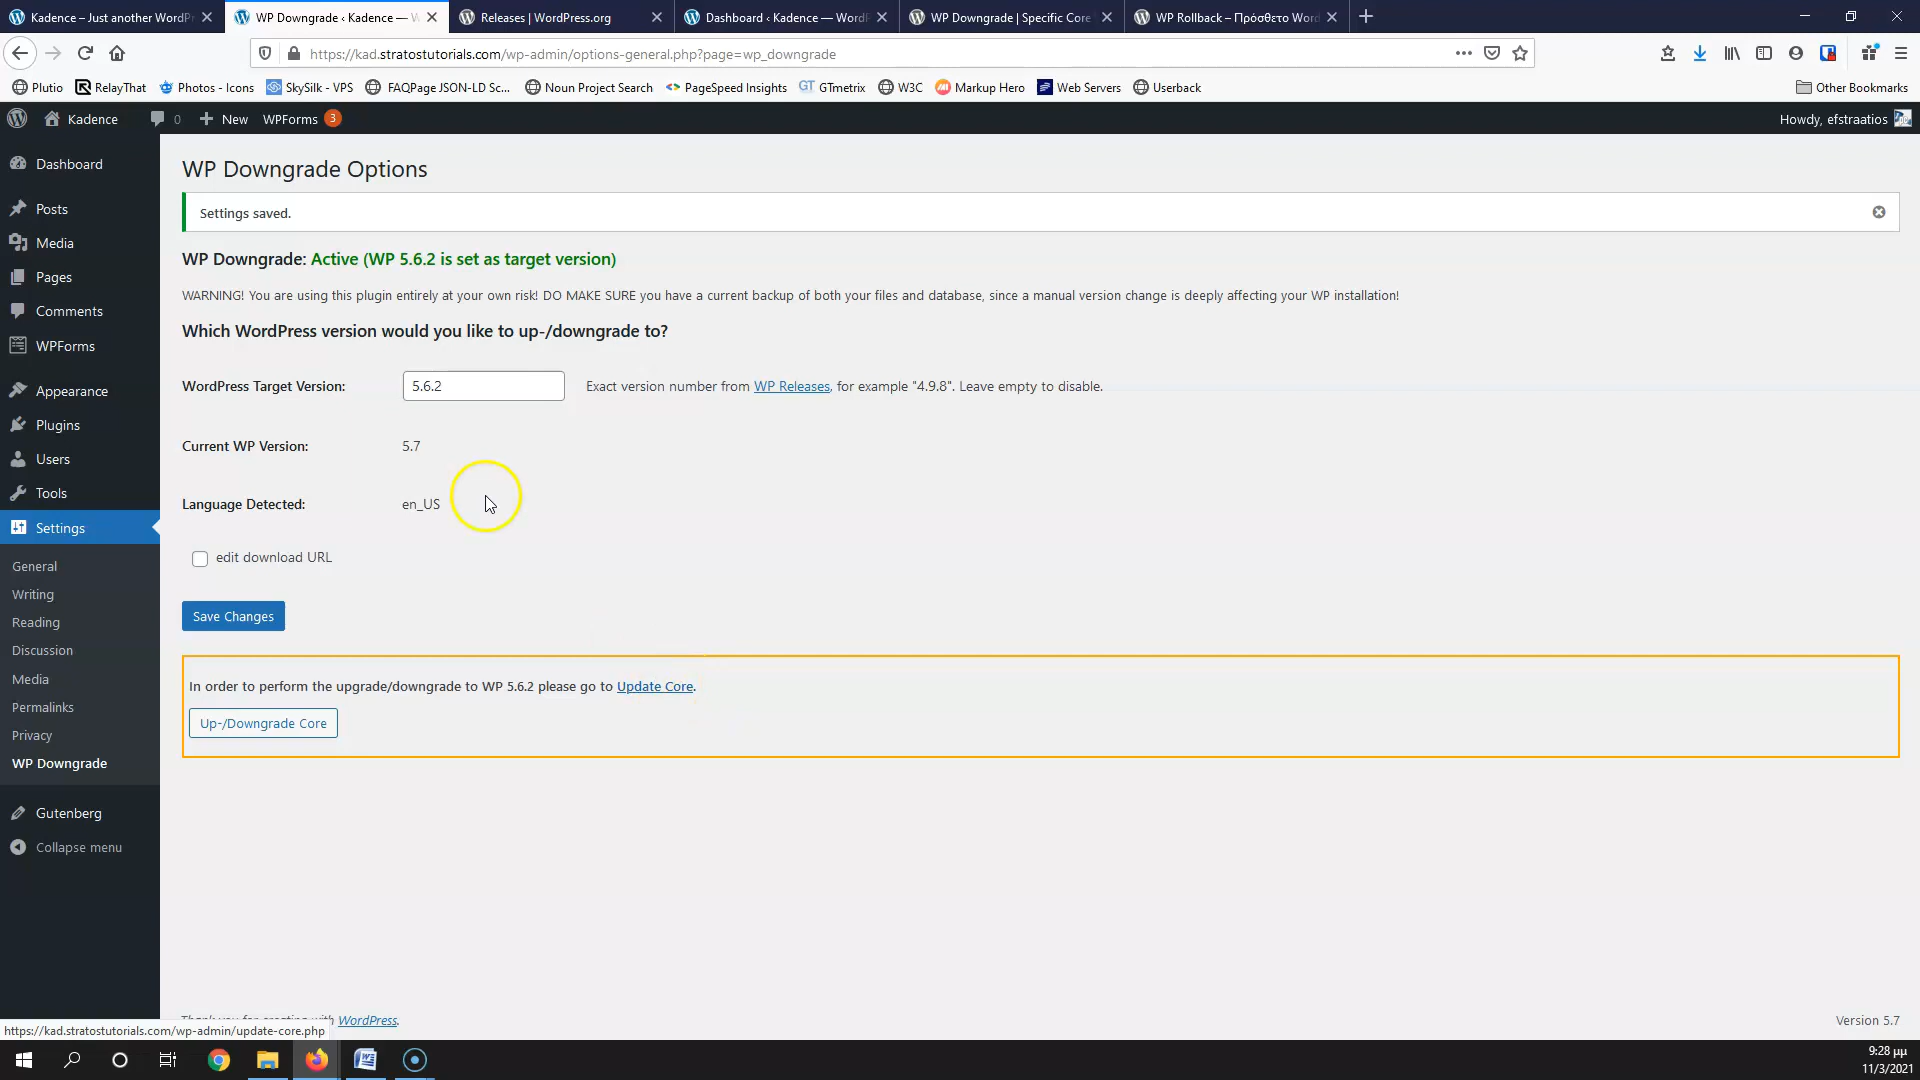 Kadence – Just another WordPr
WP Downgrade ‹ Kadence — W
Releases | WordPress.org
Dashboard ‹ Kadence — WordP
WP Downgrade | Specific Core
WP Rollback – Πρόσθετο Word
https://kad.stratostutorials.com/wp-admin/options-general.php?page=wp_downgrade
Plutio
RelayThat
Photos - Icons
SkySilk - VPS
FAQPage JSON-LD Sc...
Noun Project Search
PageSpeed Insights
GT GTmetrix
W3C
Markup Hero
Web Servers
Userback
Other Bookmarks
Kadence
0
New
WPForms 3
Howdy, efstraatios
Dashboard
Posts
Media
Pages
Comments
WPForms
Appearance
Plugins
Users
Tools
Settings
General
Writing
Reading
Discussion
Media
Permalinks
Privacy
WP Downgrade
Gutenberg
Collapse menu
WP Downgrade Options
Settings saved.
WP Downgrade: Active (WP 5.6.2 is set as target version)
WARNING! You are using this plugin entirely at your own risk! DO MAKE SURE you have a current backup of both your files and database, since a manual version change is deeply affecting your WP installation!
Which WordPress version would you like to up-/downgrade to?
WordPress Target Version: 5.6.2 Exact version number from WP Releases, for example "4.9.8". Leave empty to disable.
Current WP Version: 5.7
Language Detected: en_US
edit download URL
Save Changes
In order to perform the upgrade/downgrade to WP 5.6.2 please go to Update Core.
Up-/Downgrade Core
Thank you for creating with WordPress.
Version 5.7
https://kad.stratostutorials.com/wp-admin/update-core.php
9:28 μμ
11/3/2021